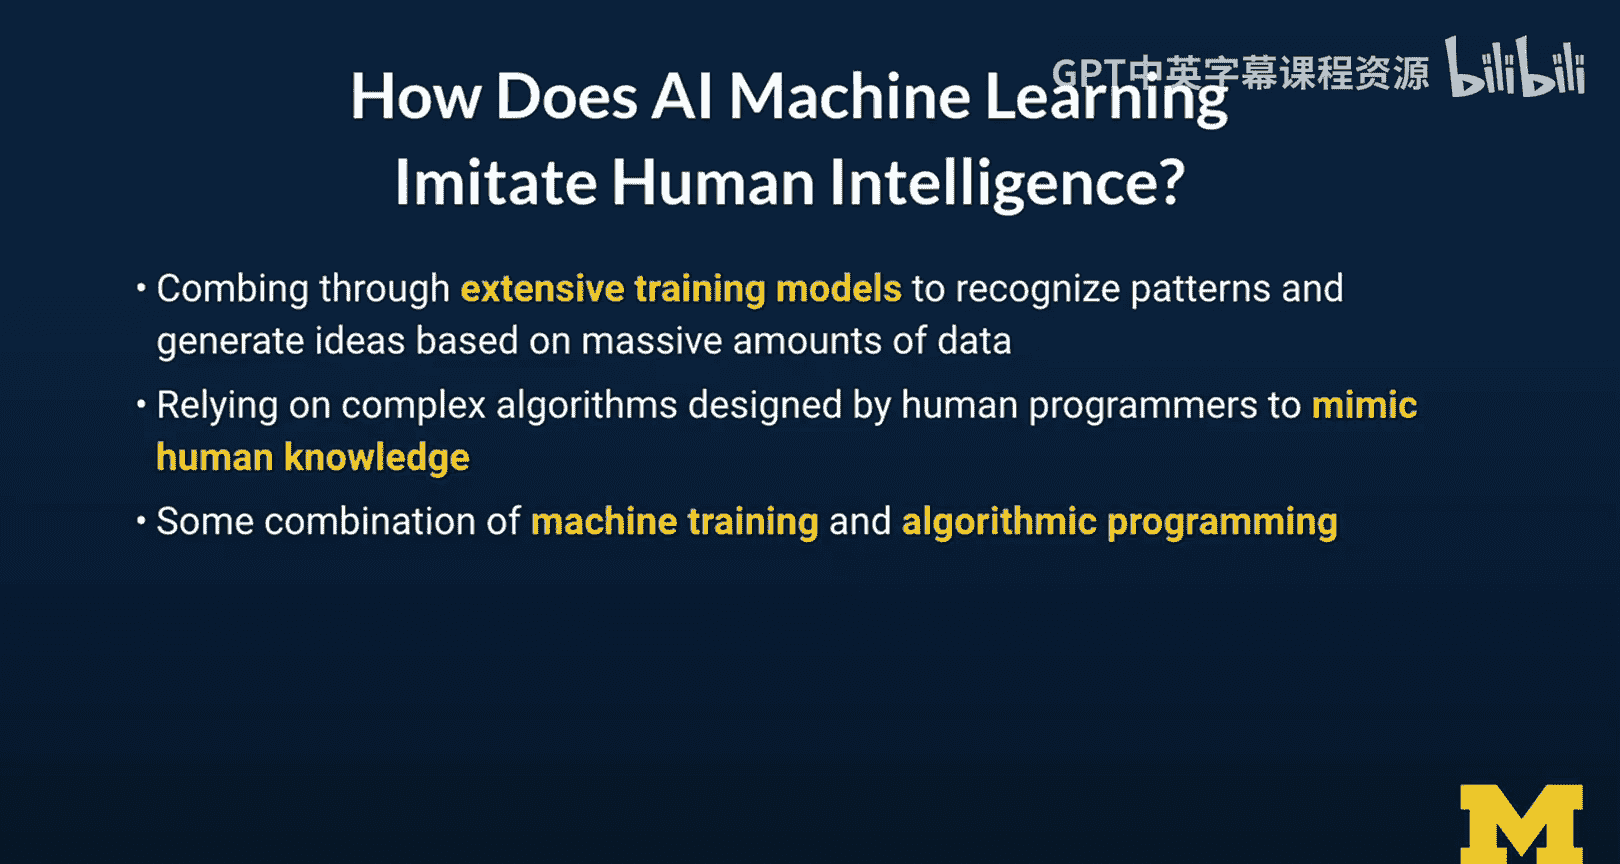 GPT中英字幕课程资源 bilibili
How Does AI Machine Learning
Imitate Human Intelligence?
• Combing through extensive training models to recognize patterns and
generate ideas based on massive amounts of data
• Relying on complex algorithms designed by human programmers to mimic
human knowledge
• Some combination of machine training and algorithmic programming
M